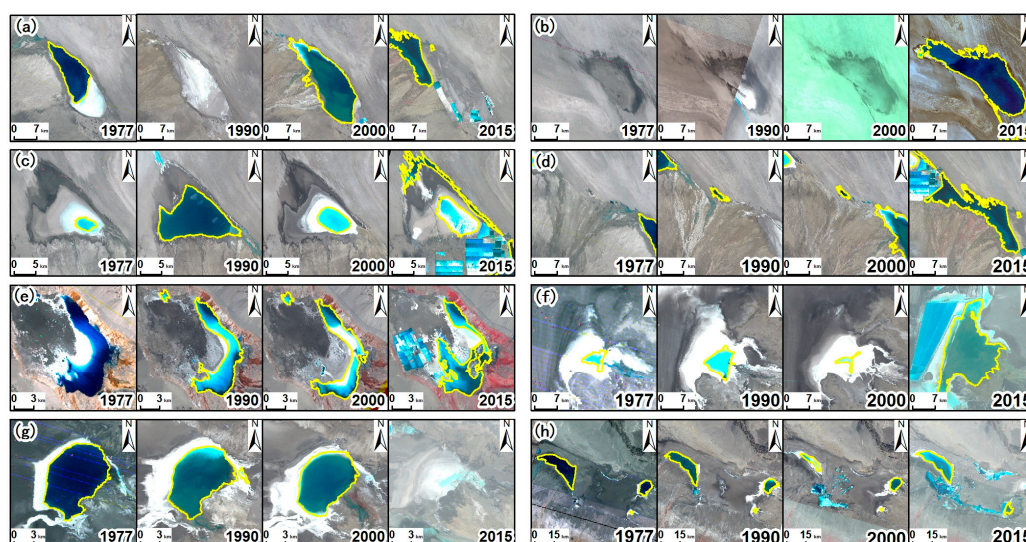 (a) N N N N
0 7 km 1977 0 7 km 1990 0 7 km 2000 0 7 km 2015
(b) N N N N
0 7 km 1977 0 7 km 1990 0 7 km 2000 0 7 km 2015
(c) N N N N
0 5 km 1977 0 5 km 1990 0 5 km 2000 0 5 km 2015
(d) N N N N
0 7 km 1977 0 7 km 1990 0 7 km 2000 0 7 km 2015
(e) N N N N
0 3 km 1977 0 3 km 1990 0 3 km 2000 0 3 km 2015
(f) N N N N
0 7 km 1977 0 7 km 1990 0 7 km 2000 0 7 km 2015
(g) N N N N
0 3 km 1977 0 3 km 1990 0 3 km 2000 0 3 km 2015
(h) N N N N
0 15 km 1977 0 15 km 1990 0 15 km 2000 0 15 km 2015